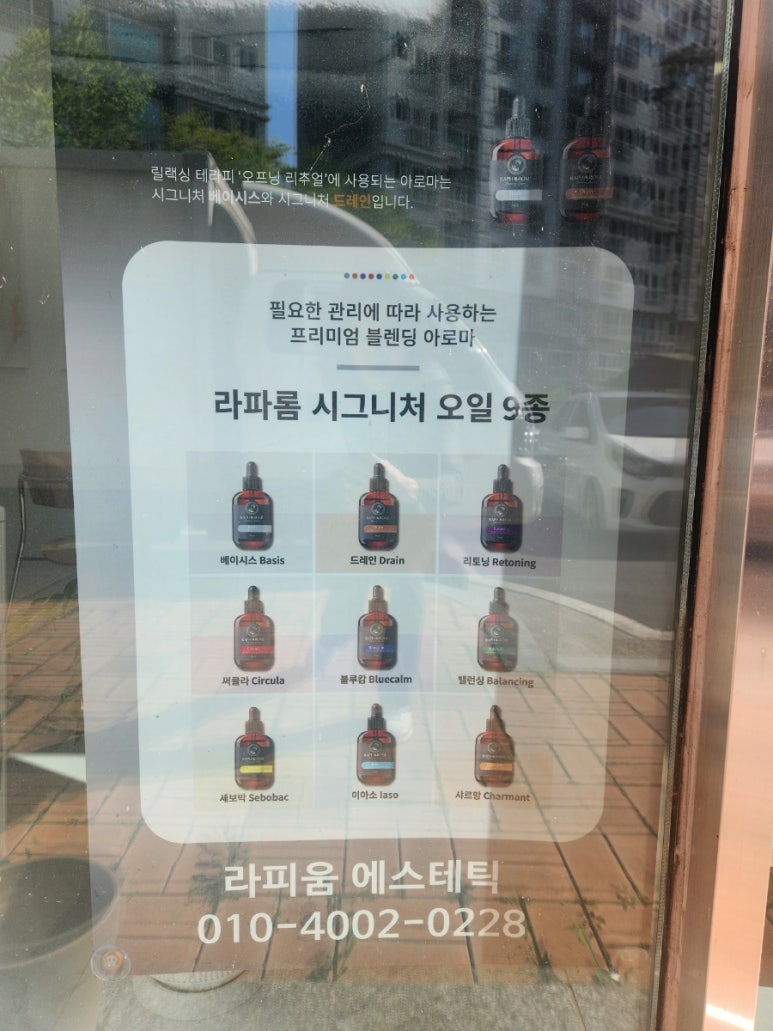 릴랙싱 테라피 '오프닝 리추얼'에 사용되는 아로마는
시그니처 베이시스와 시그니처 드레인입니다.
필요한 관리에 따라 사용하는
프리미엄 블렌딩 아로마
라파롬 시그니처 오일 9종
베이시스 Basis
드레인 Drain
리토닝 Retoning
써큘라 Circula
블루캄 Bluecalm
밸런싱 Balancing
세보박 Sebobac
이아소 Iaso
샤르망 Charmant
라피움 에스테틱
010-4002-0228